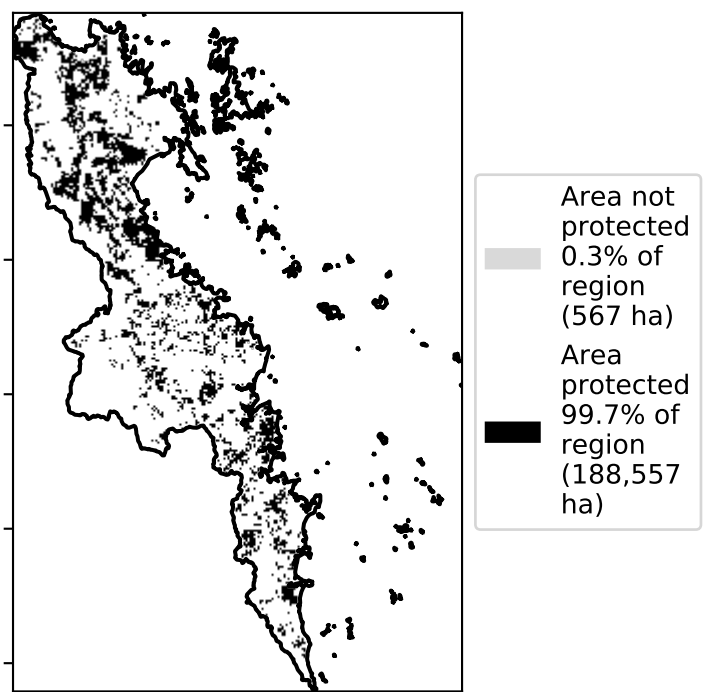 Area not
protected
0.3% of
region
(567 ha)
Area
protected
99.7% of
region
(188,557
ha)